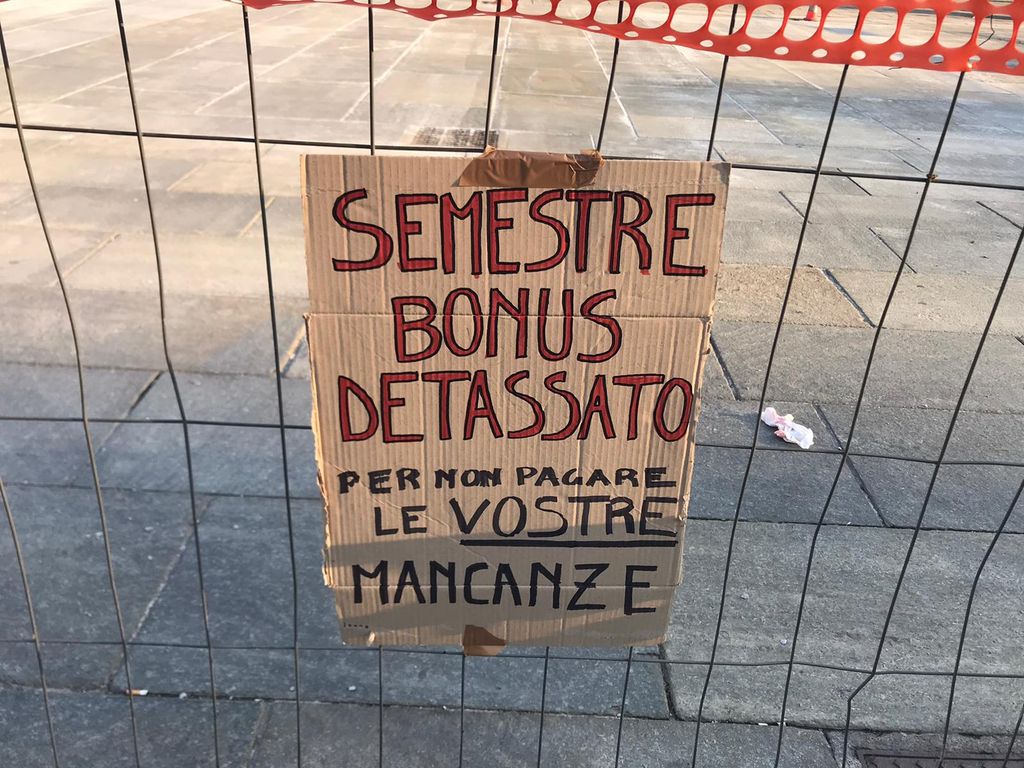 SEMESTRE
BONUS
DETASSATO
PER NON PAGARE
LE VOSTRE
MANCANZE
.....